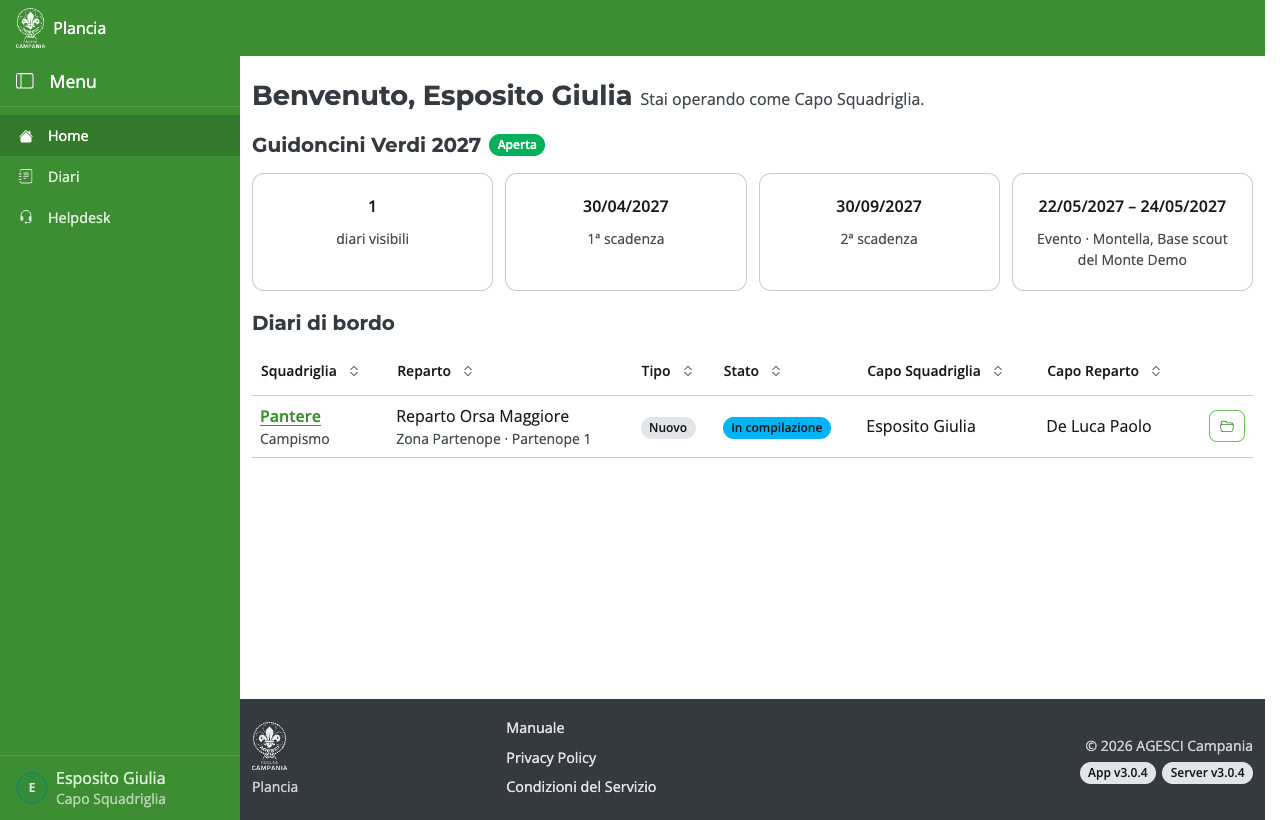 CAMPANIA
Plancia
Menu
Home
Diari
Helpdesk
Benvenuto, Esposito Giulia Stai operando come Capo Squadriglia.
Guidoncini Verdi 2027 Aperta
1
diari visibili
30/04/2027
1ª scadenza
30/09/2027
2ª scadenza
22/05/2027 – 24/05/2027
Evento · Montella, Base scout
del Monte Demo
Diari di bordo
Squadriglia Reparto Tipo Stato Capo Squadriglia Capo Reparto
Pantere Reparto Orsa Maggiore Nuovo In compilazione Esposito Giulia De Luca Paolo
Campismo Zona Partenope · Partenope 1
E
Esposito Giulia
Capo Squadriglia
CAMPANIA
Plancia
Manuale
Privacy Policy
Condizioni del Servizio
© 2026 AGESCI Campania
App v3.0.4 Server v3.0.4